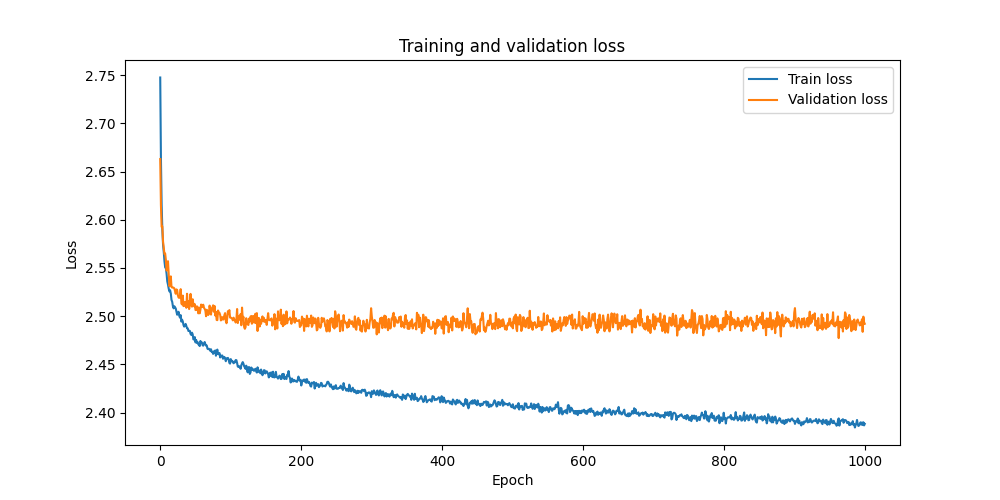 Training and validation loss
Train loss
Validation loss
2.75
2.70
2.65
2.60
2.55
2.50
2.45
2.40
Loss
0
200
400
600
800
1000
Epoch